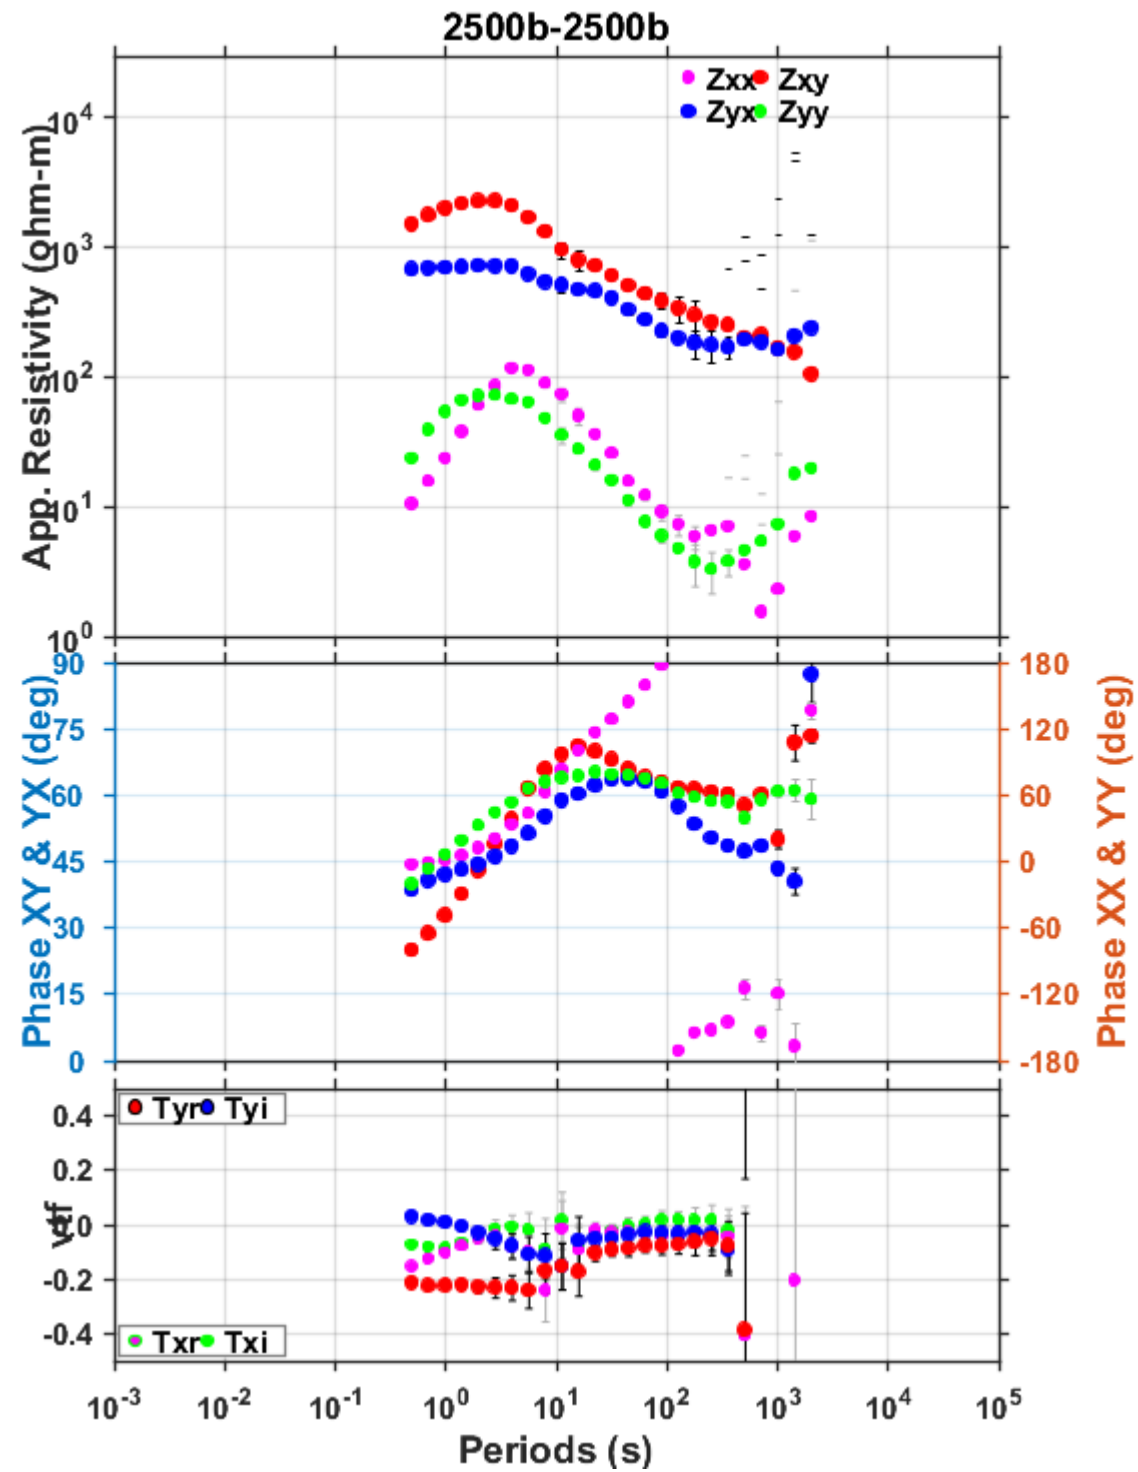 2500b-2500b
Zxx Zxy
Zyx Zyy
App. Resistivity (ohm-m)
10^4
10^3
10^2
10^1
10^0
Phase XY & YX (deg)
90
75
60
45
30
15
0
Phase XX & YY (deg)
180
120
60
0
-60
-120
-180
Tyr Tyi
vtf
0.4
0.2
0.0
-0.2
-0.4
Txr Txi
10^-3 10^-2 10^-1 10^0 10^1 10^2 10^3 10^4 10^5
Periods (s)